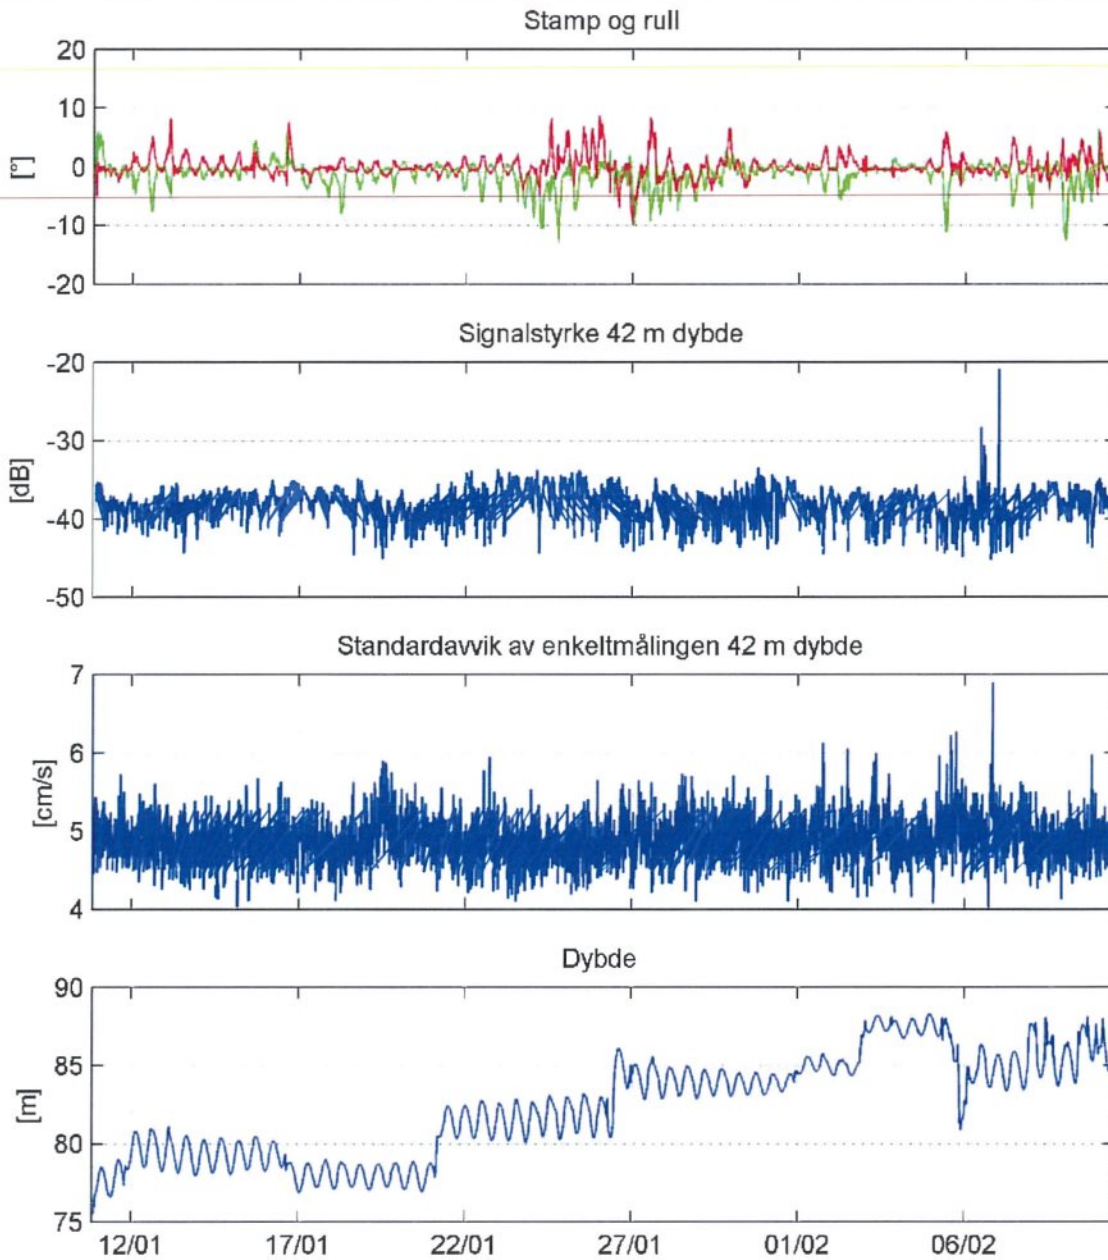 Stamp og rull
20
10
0
-10
-20
[°]
Signalstyrke 42 m dybde
-20
-30
-40
-50
[dB]
Standardavvik av enkeltmålingen 42 m dybde
7
6
5
4
[cm/s]
Dybde
90
85
80
75
[m]
12/01 17/01 22/01 27/01 01/02 06/02